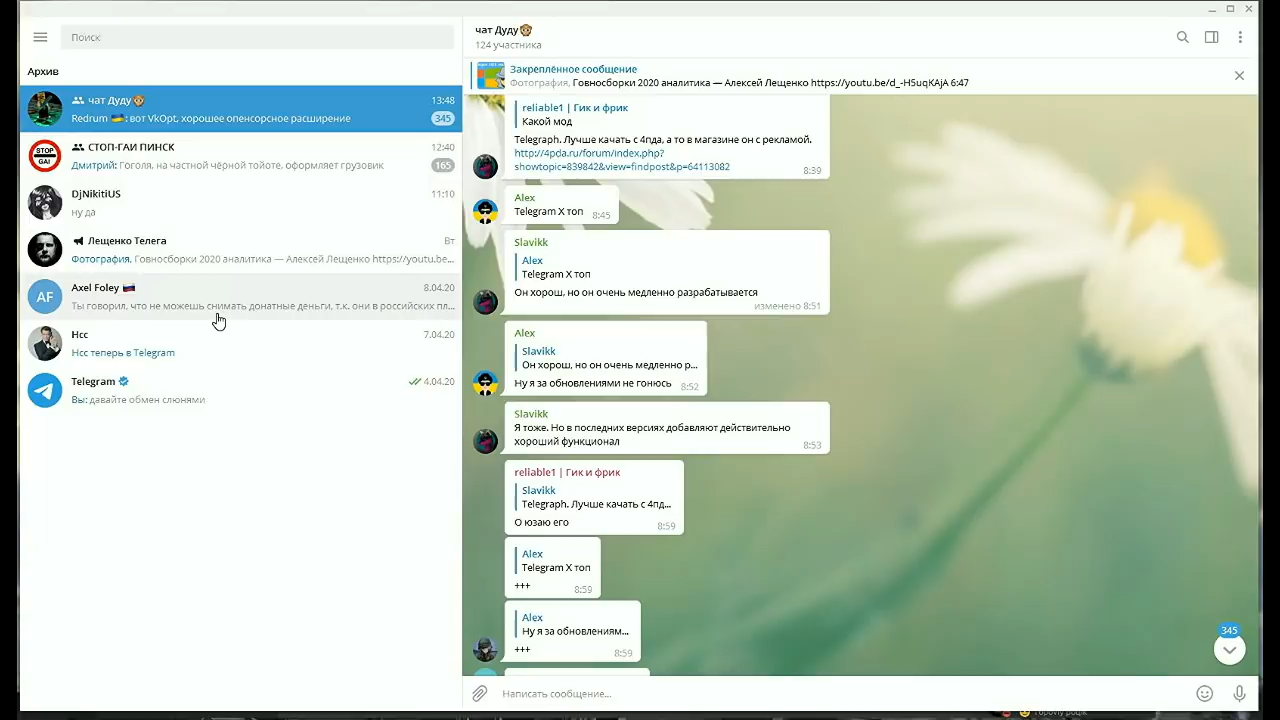 Поиск
Архив
чат Дуду
13:48
Redrum : вот VkOpt, хорошее опенсорсное расширение
345
СТОП-ГАИ ПИНСК
12:40
Дмитрий: Гоголя, на частной чёрной тойоте, оформляет грузовик
165
STOP GAI
DjNikitiUS
11:10
ну да
Лещенко Телега
Вт
Фотография. Говносборки 2020 аналитика — Алексей Лещенко https://youtu.be...
AF
Axel Foley
8.04.20
Ты говорил, что не можешь снимать донатные деньги, т.к. они в российских пл...
Нсс
7.04.20
Нсс теперь в Telegram
Telegram
4.04.20
Вы: давайте обмен слюнями
чат Дуду
124 участника
Закреплённое сообщение
Фотография, Говносборки 2020 аналитика — Алексей Лещенко https://youtu.be/d_-H5uqKAjA 6:47
reliable1 | Гик и фрик
Какой мод
Telegraph. Лучше качать с 4пда, а то в магазине он с рекламой.
http://4pda.ru/forum/index.php?
showtopic=839842&view=findpost&p=64113082
8:39
Alex
Telegram X топ
8:45
Slavikk
Alex
Telegram X топ
Он хорош, но он очень медленно разрабатывается
изменено 8:51
Alex
Slavikk
Он хорош, но он очень медленно р...
Ну я за обновлениями не гонюсь
8:52
Slavikk
Я тоже. Но в последних версиях добавляют действительно
хороший функционал
8:53
reliable1 | Гик и фрик
Slavikk
Telegraph. Лучше качать с 4пд...
О юзаю его
8:59
Alex
Telegram X топ
+++
8:59
Alex
Ну я за обновлениям...
+++
8:59
345
Написать сообщение...